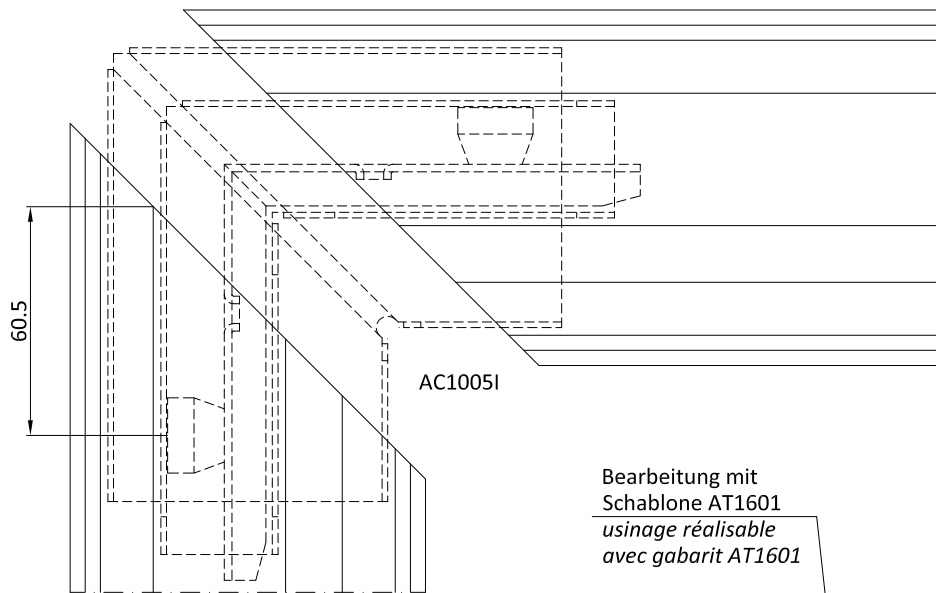 60.5
AC1005I
Bearbeitung mit
Schablone AT1601
usinage réalisable
avec gabarit AT1601